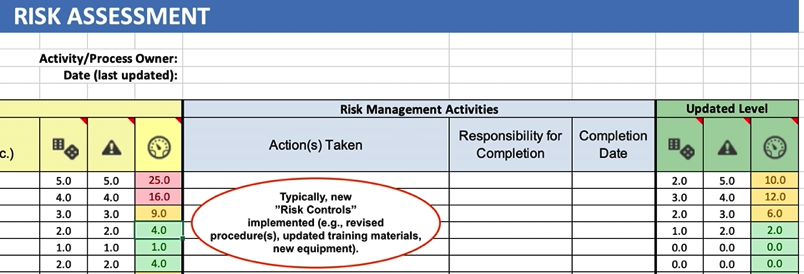 RISK ASSESSMENT
Activity/Process Owner:
Date (last updated):
Risk Management Activities
Updated Level
c.)
Action(s) Taken
Responsibility for
Completion
Completion
Date
5.0 5.0 25.0 2.0 5.0 10.0
4.0 4.0 16.0 3.0 4.0 12.0
3.0 3.0 9.0 2.0 3.0 6.0
2.0 2.0 4.0 1.0 2.0 2.0
1.0 1.0 1.0 0.0 0.0 0.0
2.0 2.0 4.0 0.0 0.0 0.0
Typically, new
"Risk Controls"
implemented (e.g., revised
procedure(s), updated training materials,
new equipment).